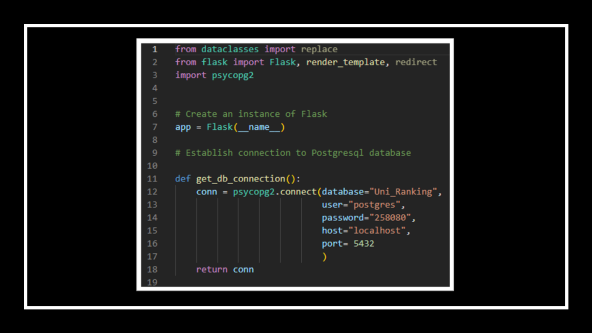 1 from dataclasses import replace
2 from flask import Flask, render_template, redirect
3 import psycopg2
4
5
6 # Create an instance of Flask
7 app = Flask(__name__)
8
9 # Establish connection to Postgresql database
10
11 def get_db_connection():
12 conn = psycopg2.connect(database="Uni_Ranking",
13 user="postgres",
14 password="258080",
15 host="localhost",
16 port= 5432
17 )
18 return conn
19